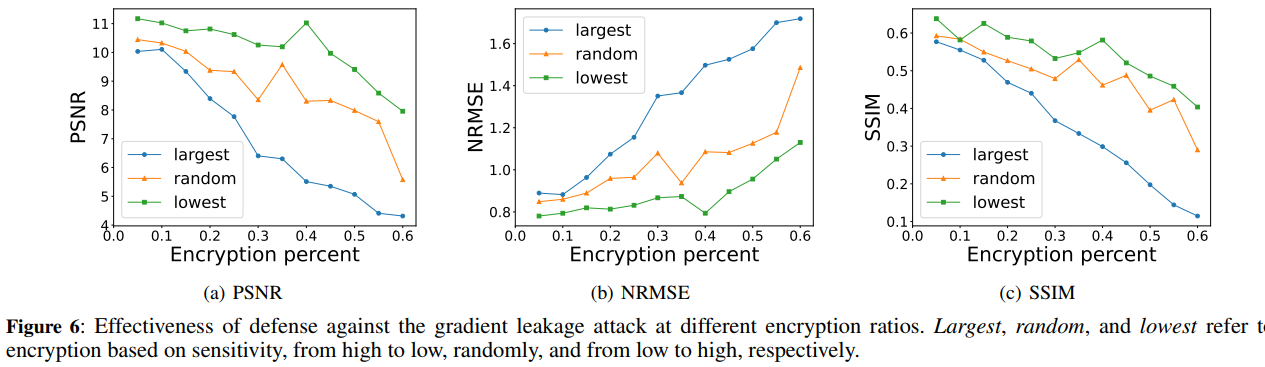 11
10
9
8
7
6
5
4
PSNR
largest
random
lowest
0.0 0.1 0.2 0.3 0.4 0.5 0.6
Encryption percent
(a) PSNR
1.6
1.4
1.2
1.0
0.8
NRMSE
largest
random
lowest
0.0 0.1 0.2 0.3 0.4 0.5 0.6
Encryption percent
(b) NRMSE
0.6
0.5
0.4
0.3
0.2
0.1
SSIM
largest
random
lowest
0.0 0.1 0.2 0.3 0.4 0.5 0.6
Encryption percent
(c) SSIM
Figure 6: Effectiveness of defense against the gradient leakage attack at different encryption ratios. Largest, random, and lowest refer to
encryption based on sensitivity, from high to low, randomly, and from low to high, respectively.